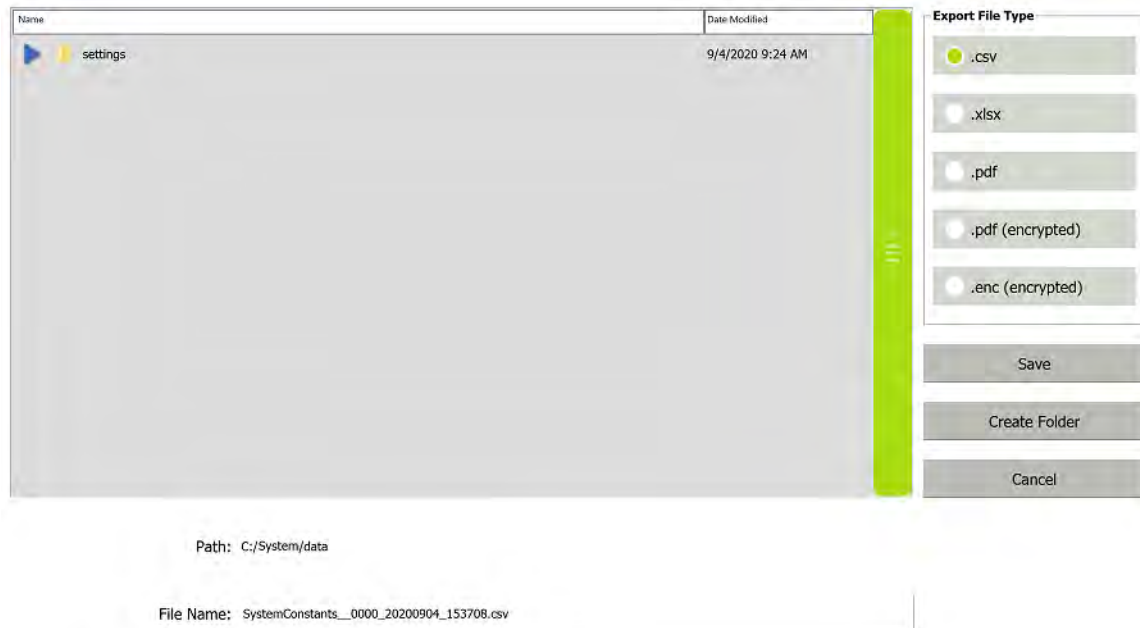 Name Date Modified
settings 9/4/2020 9:24 AM
Export File Type
.csv
.xlsx
.pdf
.pdf (encrypted)
.enc (encrypted)
Save
Create Folder
Cancel
Path: C:/System/data
File Name: SystemConstants__0000_20200904_153708.csv